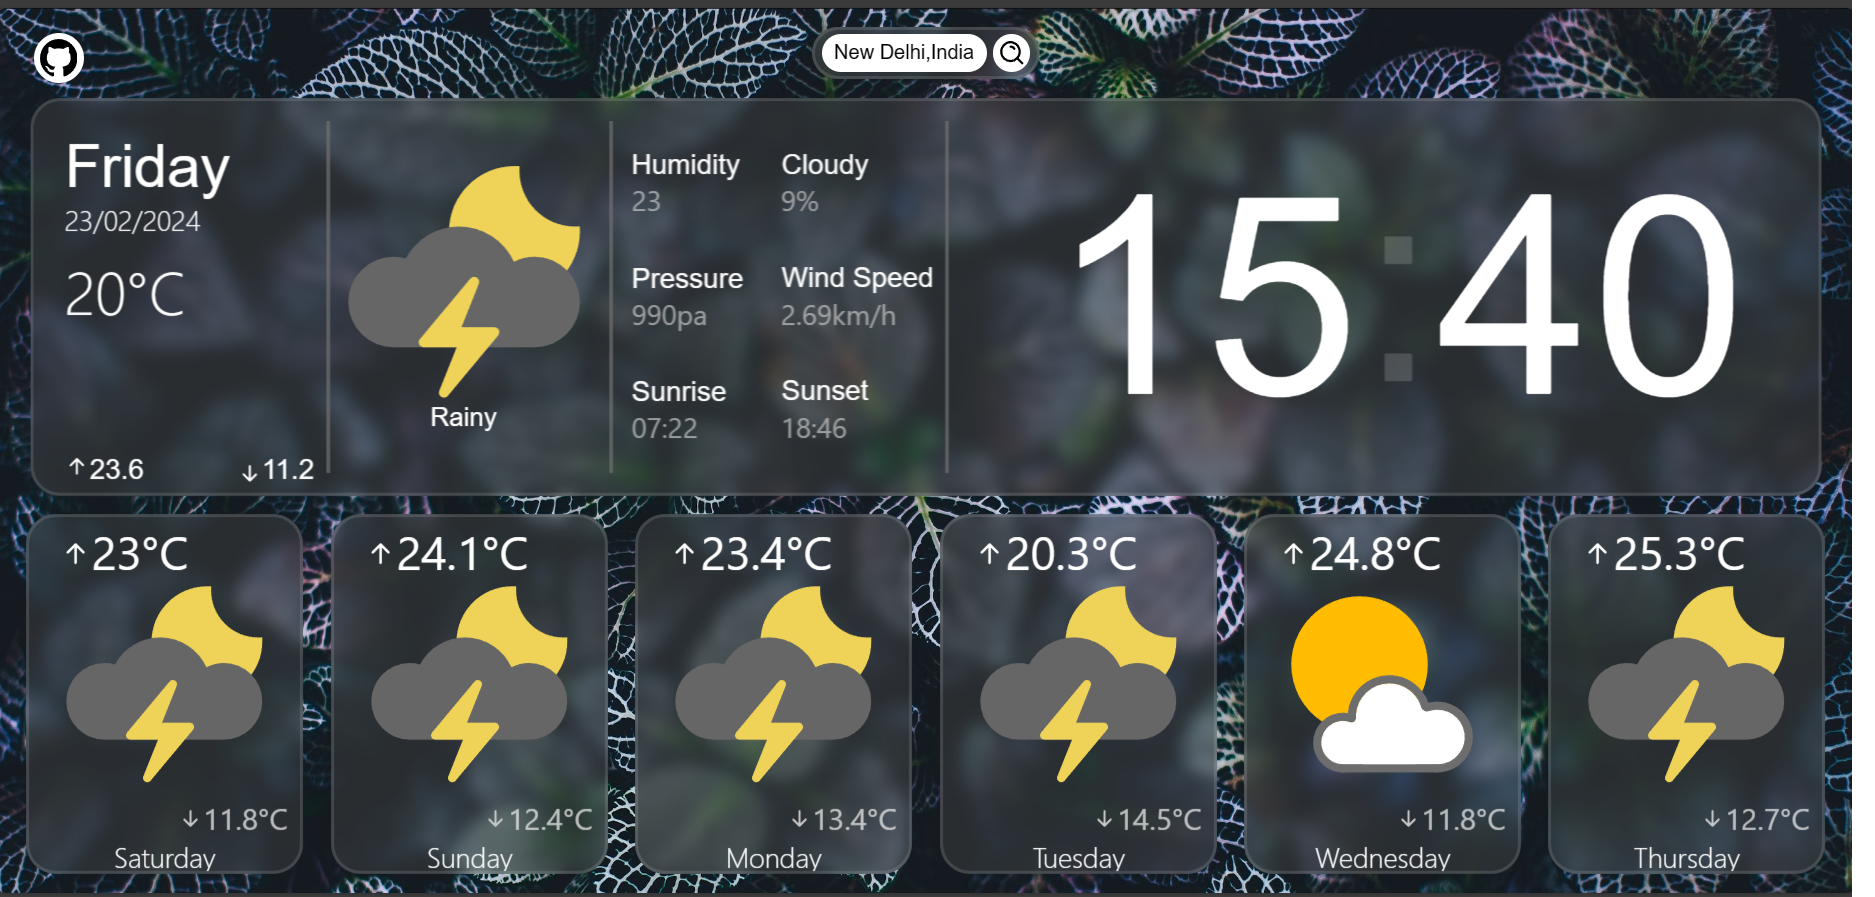 New Delhi,India
Friday
23/02/2024
20°C
↑23.6 ↓11.2
Rainy
Humidity Cloudy
23 9%
Pressure Wind Speed
990pa 2.69km/h
Sunrise Sunset
07:22 18:46
15:40
↑23°C
↓11.8°C
Saturday
↑24.1°C
↓12.4°C
Sunday
↑23.4°C
↓13.4°C
Monday
↑20.3°C
↓14.5°C
Tuesday
↑24.8°C
↓11.8°C
Wednesday
↑25.3°C
↓12.7°C
Thursday